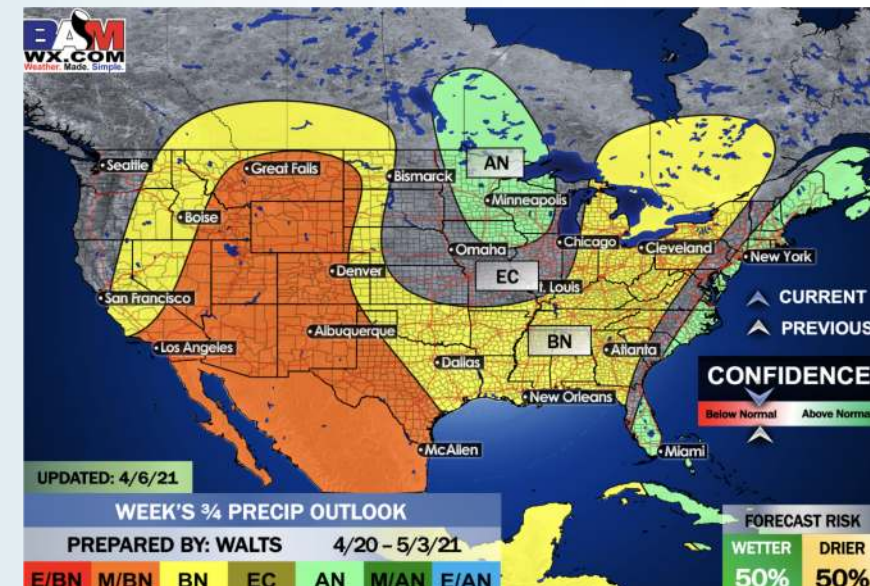 BAM
WX.COM
Weather. Made. Simple.
Seattle
Great Falls
Bismarck
AN
Minneapolis
Boise
Omaha
Chicago
Cleveland
New York
EC
Denver
St. Louis
San Francisco
CURRENT
PREVIOUS
Los Angeles
Albuquerque
BN
Atlanta
Dallas
CONFIDENCE
New Orleans
Below Normal Above Norma
McAllen
Miami
UPDATED: 4/6/21
WEEK'S ¾ PRECIP OUTLOOK
PREPARED BY: WALTS 4/20 – 5/3/21
E/BN M/BN BN EC AN M/AN E/AN
FORECAST RISK
WETTER DRIER
50% 50%